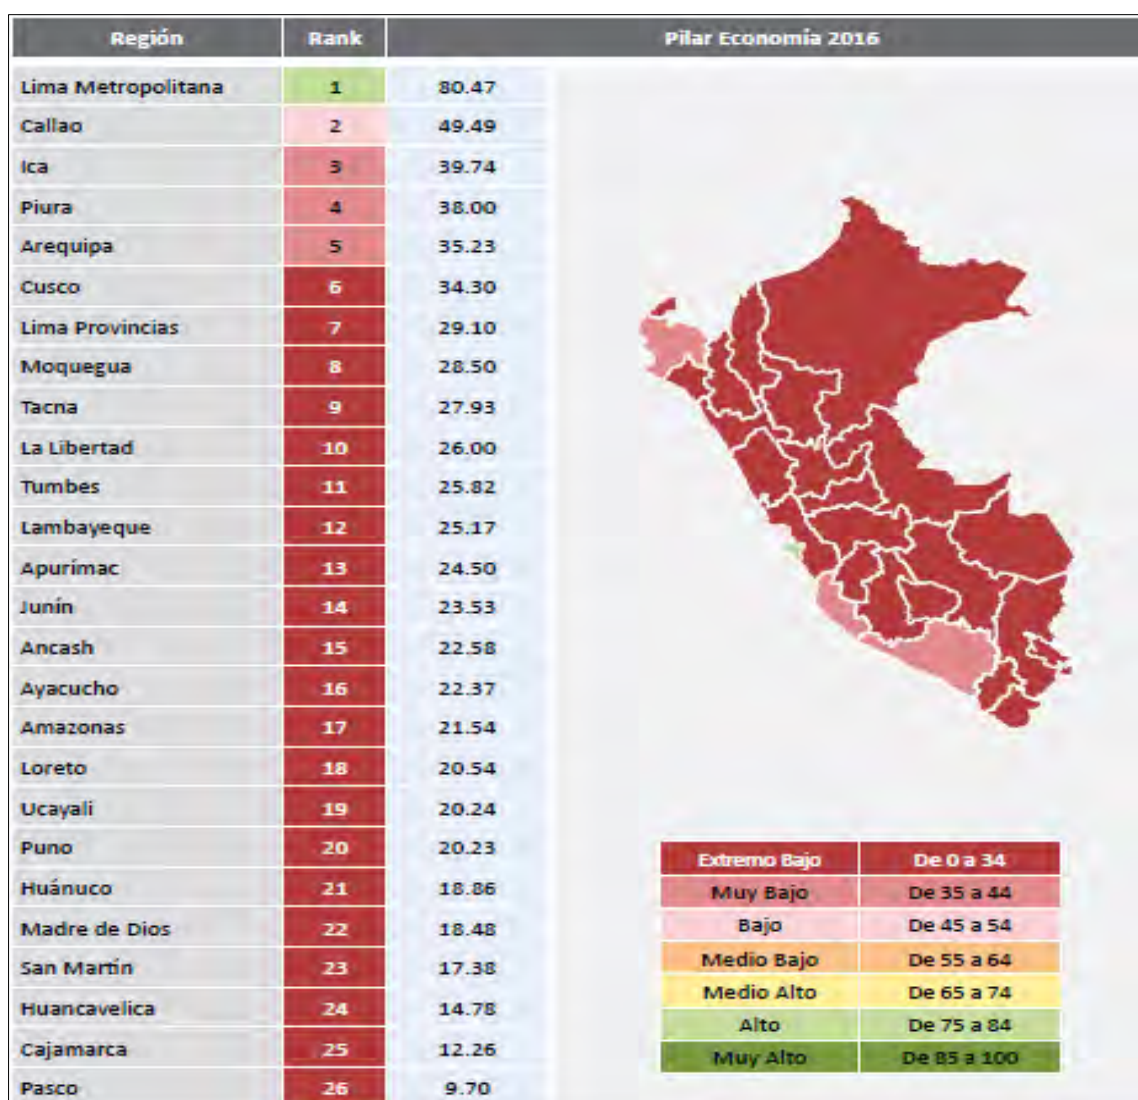 Región Rank Pilar Economía 2016
Lima Metropolitana 1 80.47
Callao 2 49.49
Ica 3 39.74
Piura 4 38.00
Arequipa 5 35.23
Cusco 6 34.30
Lima Provincias 7 29.10
Moquegua 8 28.50
Tacna 9 27.93
La Libertad 10 26.00
Tumbes 11 25.82
Lambayeque 12 25.17
Apurímac 13 24.50
Junín 14 23.53
Ancash 15 22.58
Ayacucho 16 22.37
Amazonas 17 21.54
Loreto 18 20.54
Ucayali 19 20.24
Puno 20 20.23
Huánuco 21 18.86
Madre de Dios 22 18.48
San Martín 23 17.38
Huancavelica 24 14.78
Cajamarca 25 12.26
Pasco 26 9.70
Extremo Bajo De 0 a 34
Muy Bajo De 35 a 44
Bajo De 45 a 54
Medio Bajo De 55 a 64
Medio Alto De 65 a 74
Alto De 75 a 84
Muy Alto De 85 a 100